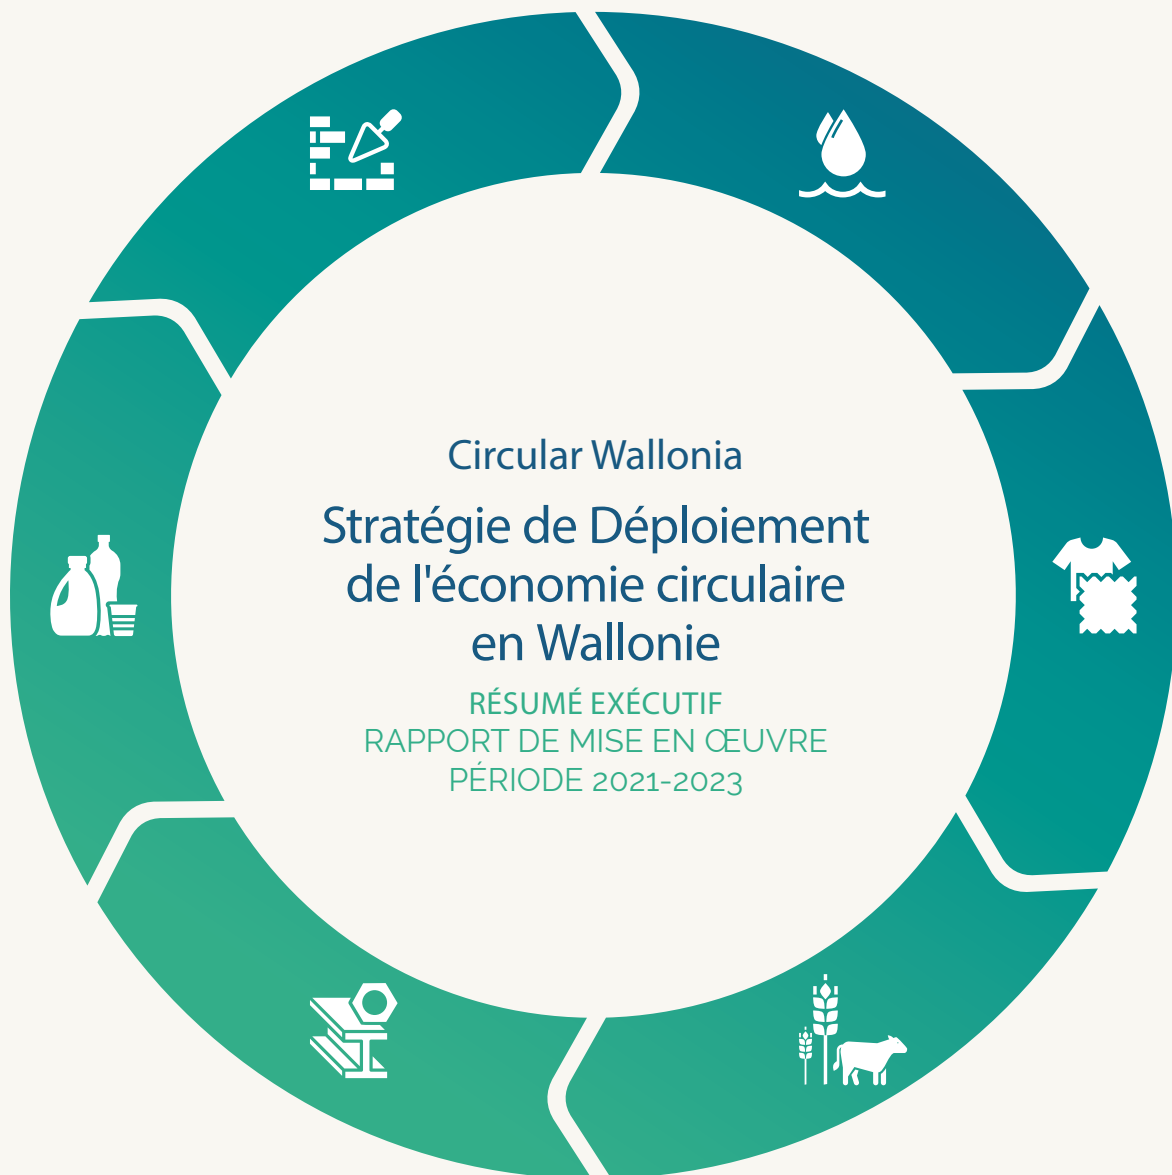 Circular Wallonia
Stratégie de Déploiement
de l'économie circulaire
en Wallonie
RÉSUMÉ EXÉCUTIF
RAPPORT DE MISE EN ŒUVRE
PÉRIODE 2021-2023